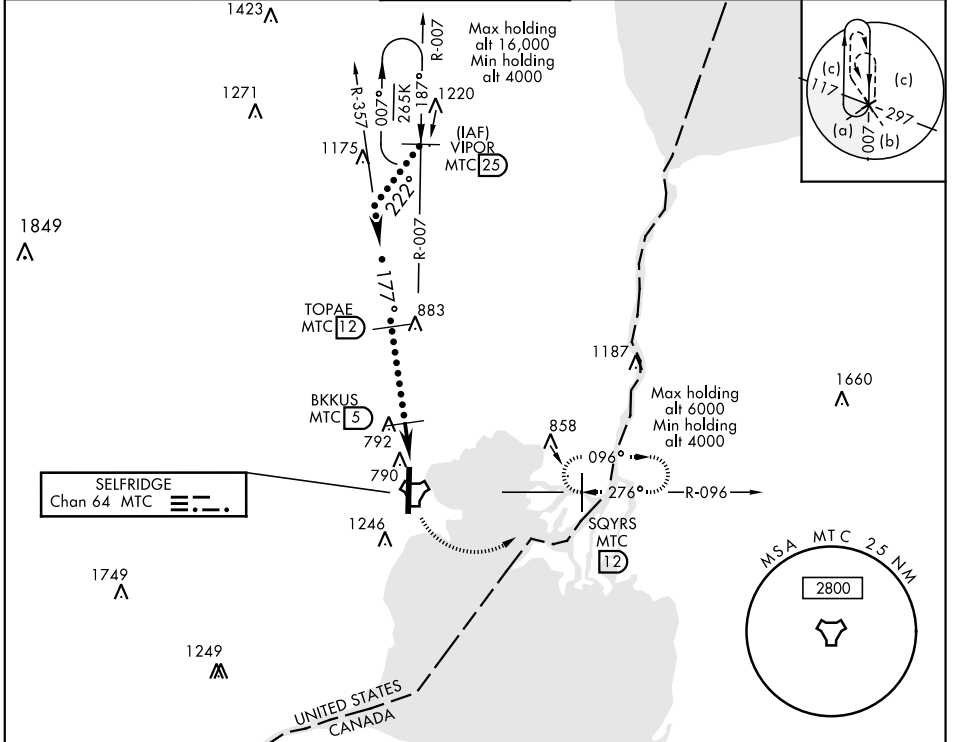 1423
R-007
Max holding
alt 16,000
Min holding
alt 4000
1271
R-357
007°
265K
187°
1220
(IAF)
VIPOR
MTC 25
1175
222°
R-007
1849
177°
TOPAE
MTC 12
883
1187
BKKUS
MTC 5
792
790
1660
Max holding
alt 6000
Min holding
alt 4000
858
096°
276°
R-096
SQYRS
MTC
12
SELFRIDGE
Chan 64 MTC
1246
1749
1249
UNITED STATES
CANADA
(c)
(c)
117
297
(a)
(b)
007
MSA MTC 25 NM
2800